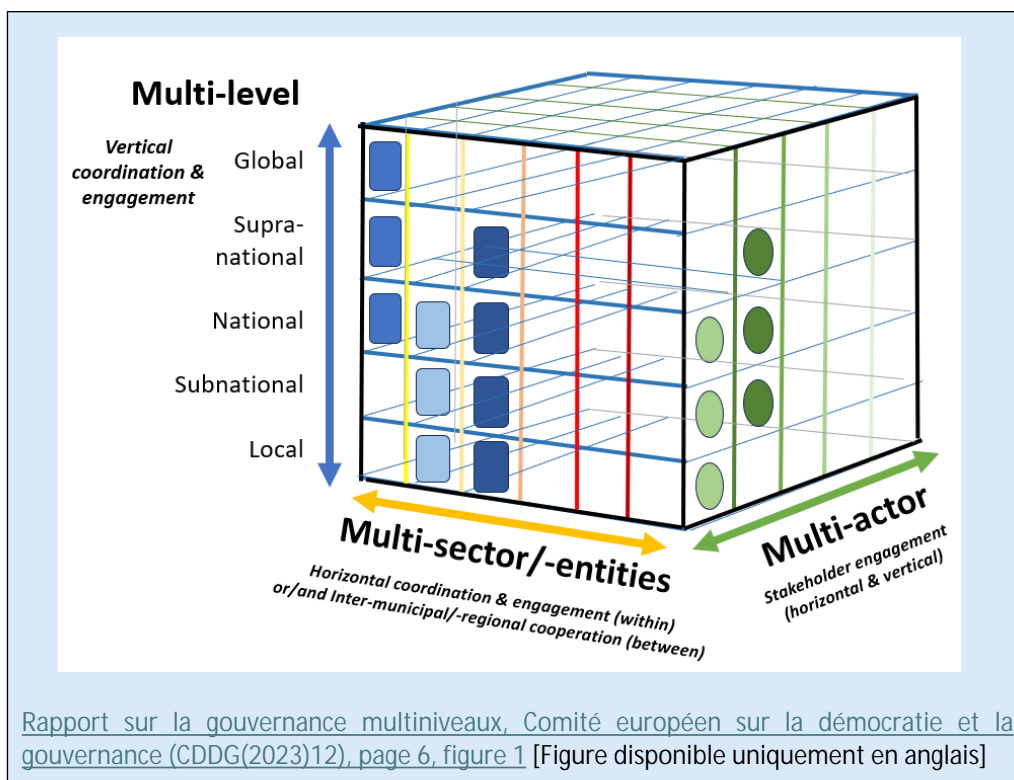 Multi-level
Vertical
coordination &
engagement
Global
Supra-
national
National
Subnational
Local
Multi-sector/-entities
Horizontal coordination & engagement (within)
or/and Inter-municipal/-regional cooperation (between)
Multi-actor
Stakeholder engagement
(horizontal & vertical)
Rapport sur la gouvernance multiniveaux, Comité européen sur la démocratie et la
gouvernance (CDDG(2023)12), page 6, figure 1 [Figure disponible uniquement en anglais]